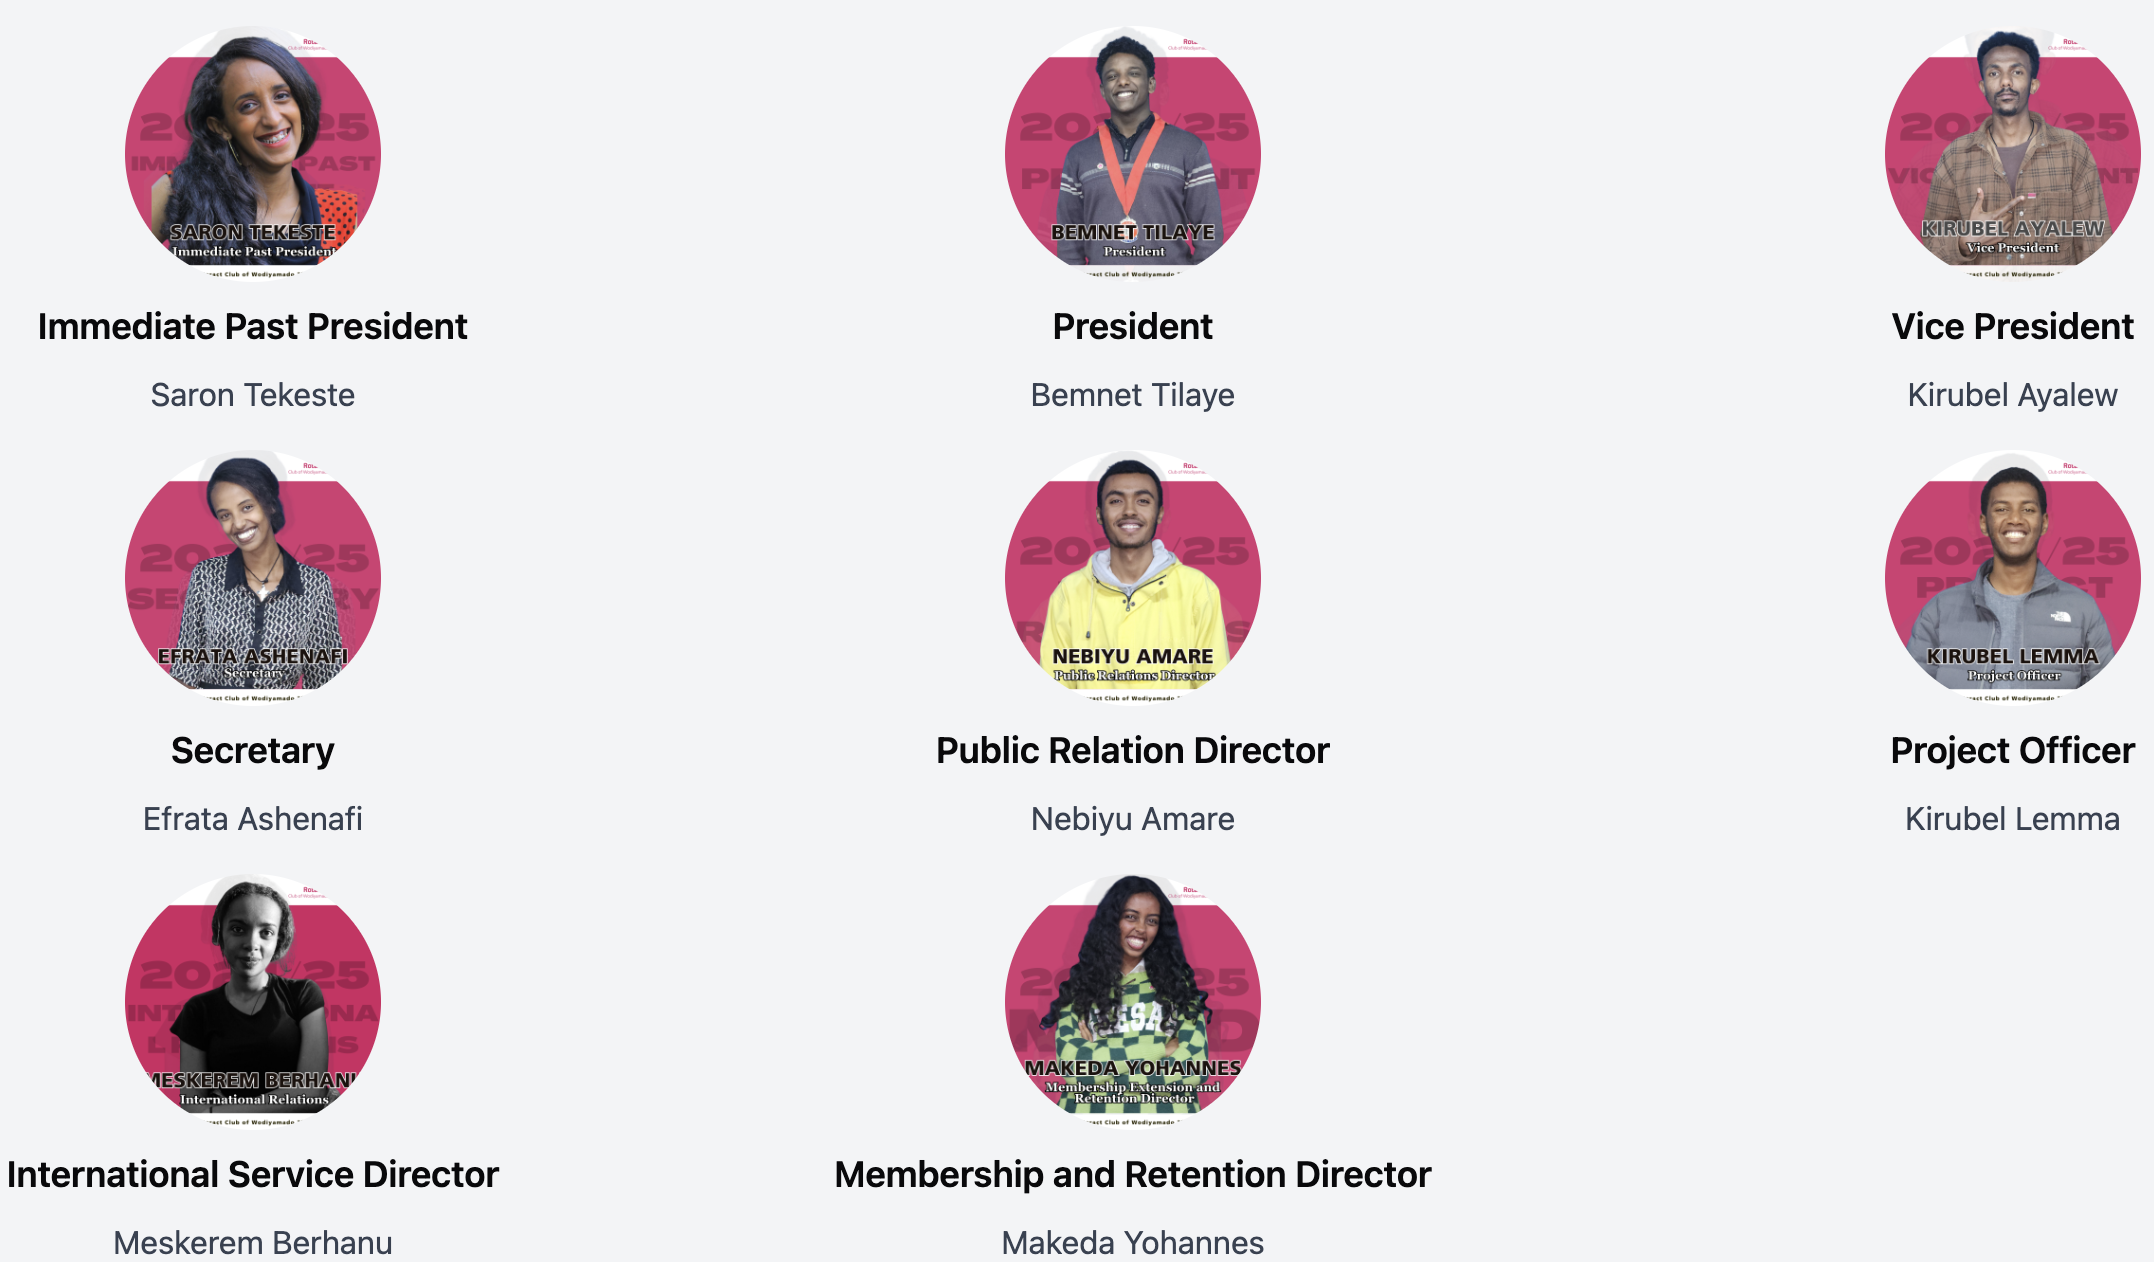 SARON TEKESTE
Immediate Past President
Immediate Past President
Saron Tekeste
BEMNET TILAYE
President
President
Bemnet Tilaye
KIRUBEL AYALEW
Vice President
Vice President
Kirubel Ayalew
EFRATA ASHENAFI
Secretary
Secretary
Efrata Ashenafi
NEBIYU AMARE
Public Relations Director
Public Relation Director
Nebiyu Amare
KIRUBEL LEMMA
Project Officer
Project Officer
Kirubel Lemma
MESKEREM BERHANU
International Relations
International Service Director
Meskerem Berhanu
MAKEDA YOHANNES
Membership Extension and
Retention Director
Membership and Retention Director
Makeda Yohannes